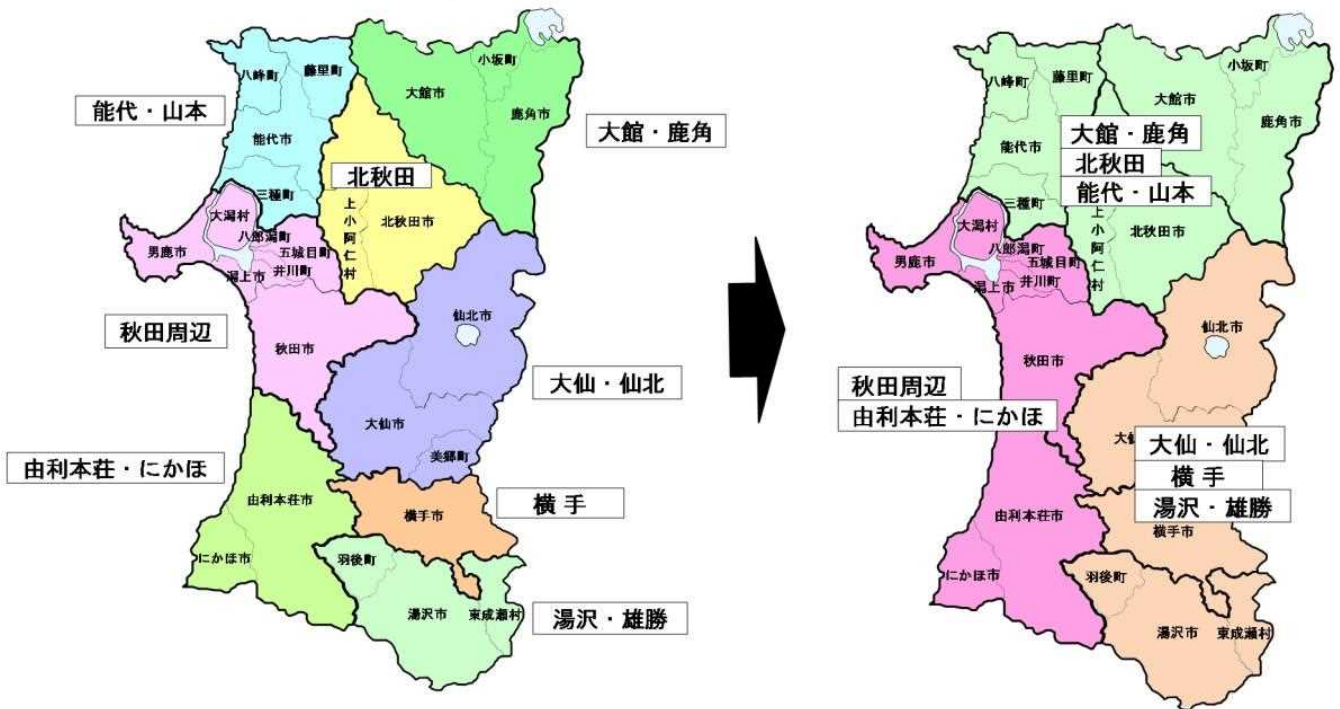 八峰町
藤里町
小坂町
大館市
鹿角市
能代・山本
能代市
大館・鹿角
北秋田
三種町
上小阿仁村
北秋田市
大潟村
八郎潟町
男鹿市
五城目町
潟上市
井川町
秋田周辺
秋田市
仙北市
大仙・仙北
大仙市
美郷町
由利本荘・にかほ
由利本荘市
横手
横手市
にかほ市
羽後町
湯沢市
東成瀬村
湯沢・雄勝
八峰町
藤里町
小坂町
大館市
鹿角市
能代市
大館・鹿角
北秋田
能代・山本
三種町
上小阿仁村
北秋田市
大潟村
八郎潟町
男鹿市
五城目町
潟上市
井川町
仙北市
秋田市
秋田周辺
由利本荘・にかほ
大仙
大仙・仙北
横手
湯沢・雄勝
由利本荘市
横手市
にかほ市
羽後町
湯沢市
東成瀬村